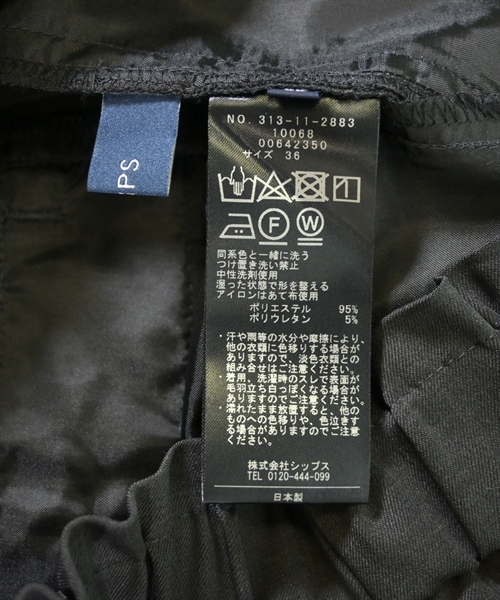 PS
NO. 313-11-2883
10068
00642350
サイズ 36
F W
同系色と一緒に洗う
つけ置き洗い禁止
中性洗剤使用
湿った状態で形を整える
アイロンはあて布使用
ポリエステル 95%
ポリウレタン 5%
・汗や雨等の水分や摩擦により、
他の衣類に色移りする場合が
ありますので、淡色衣類との
組み合せはご注意ください。
・着用、洗濯時のスレで表面が
毛羽立ち白っぽくなる場合が
ありますのでご注意ください
・濡れたまま放置すると、他の
ものへの色移りや、色泣きす
る場合がありますのでご注意
ください。
株式会社シップス
TEL 0120-444-099
日本製